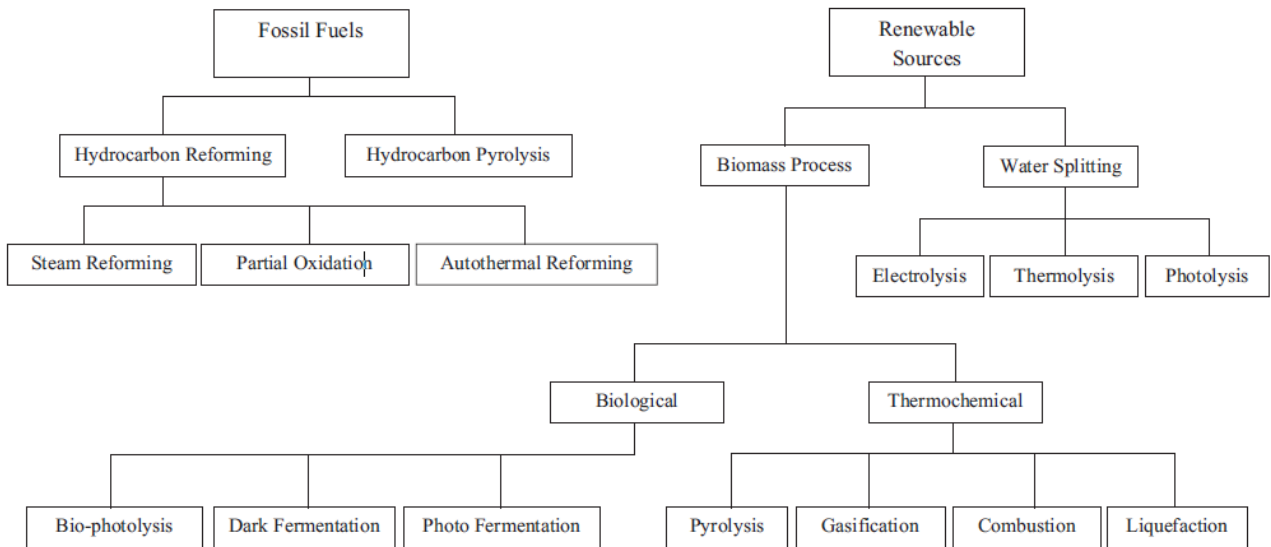 Fossil Fuels
Renewable
Sources
Hydrocarbon Reforming
Hydrocarbon Pyrolysis
Biomass Process
Water Splitting
Steam Reforming
Partial Oxidation
Autothermal Reforming
Electrolysis
Thermolysis
Photolysis
Biological
Thermochemical
Bio-photolysis
Dark Fermentation
Photo Fermentation
Pyrolysis
Gasification
Combustion
Liquefaction